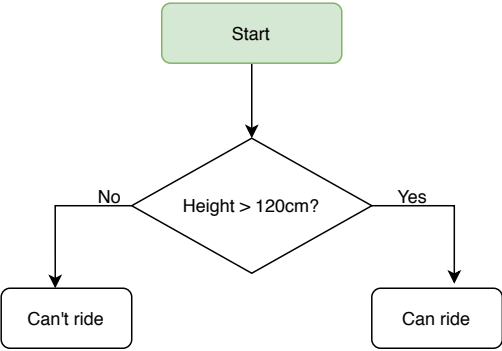 Start
Height > 120cm?
No
Yes
Can't ride
Can ride